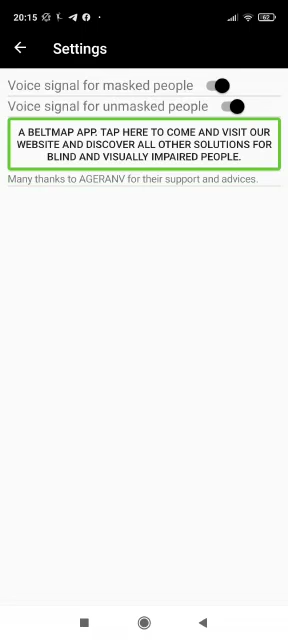 20:15
62
Settings
Voice signal for masked people
Voice signal for unmasked people
A BELTMAP APP. TAP HERE TO COME AND VISIT OUR
WEBSITE AND DISCOVER ALL OTHER SOLUTIONS FOR
BLIND AND VISUALLY IMPAIRED PEOPLE.
Many thanks to AGERANV for their support and advices.